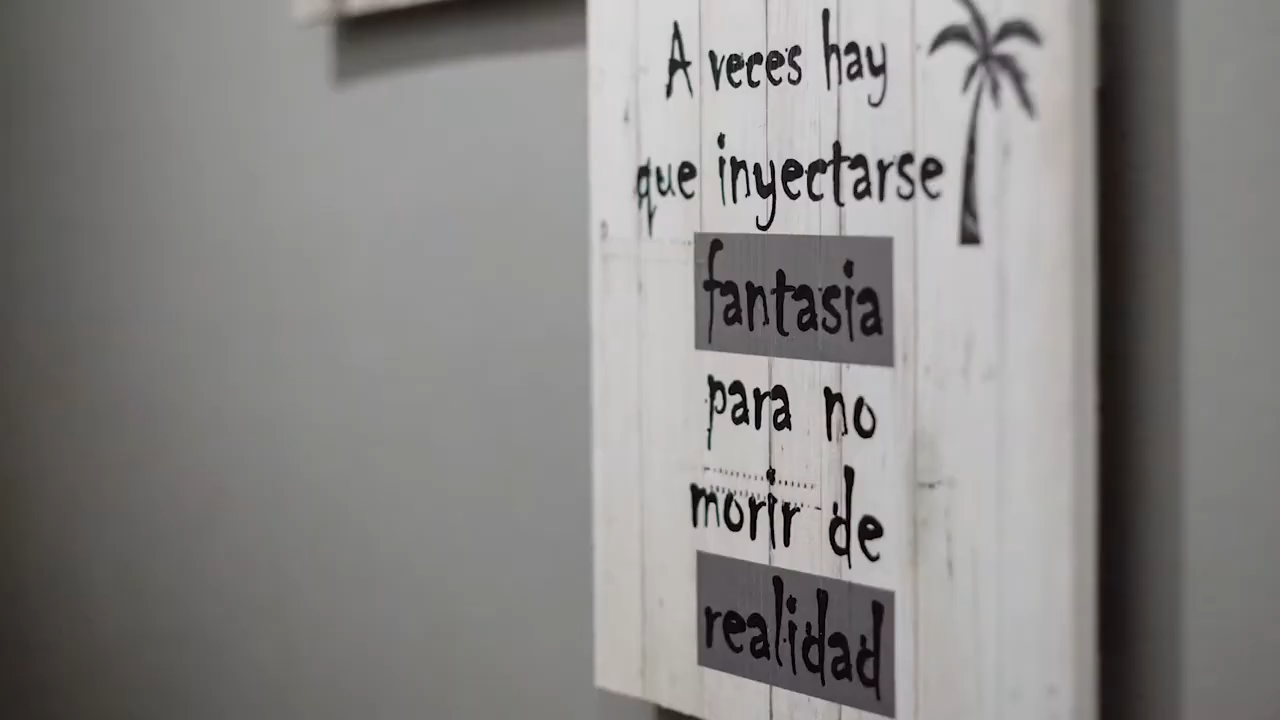 A veces hay
que inyectarse
fantasia
para no
morir de
realidad